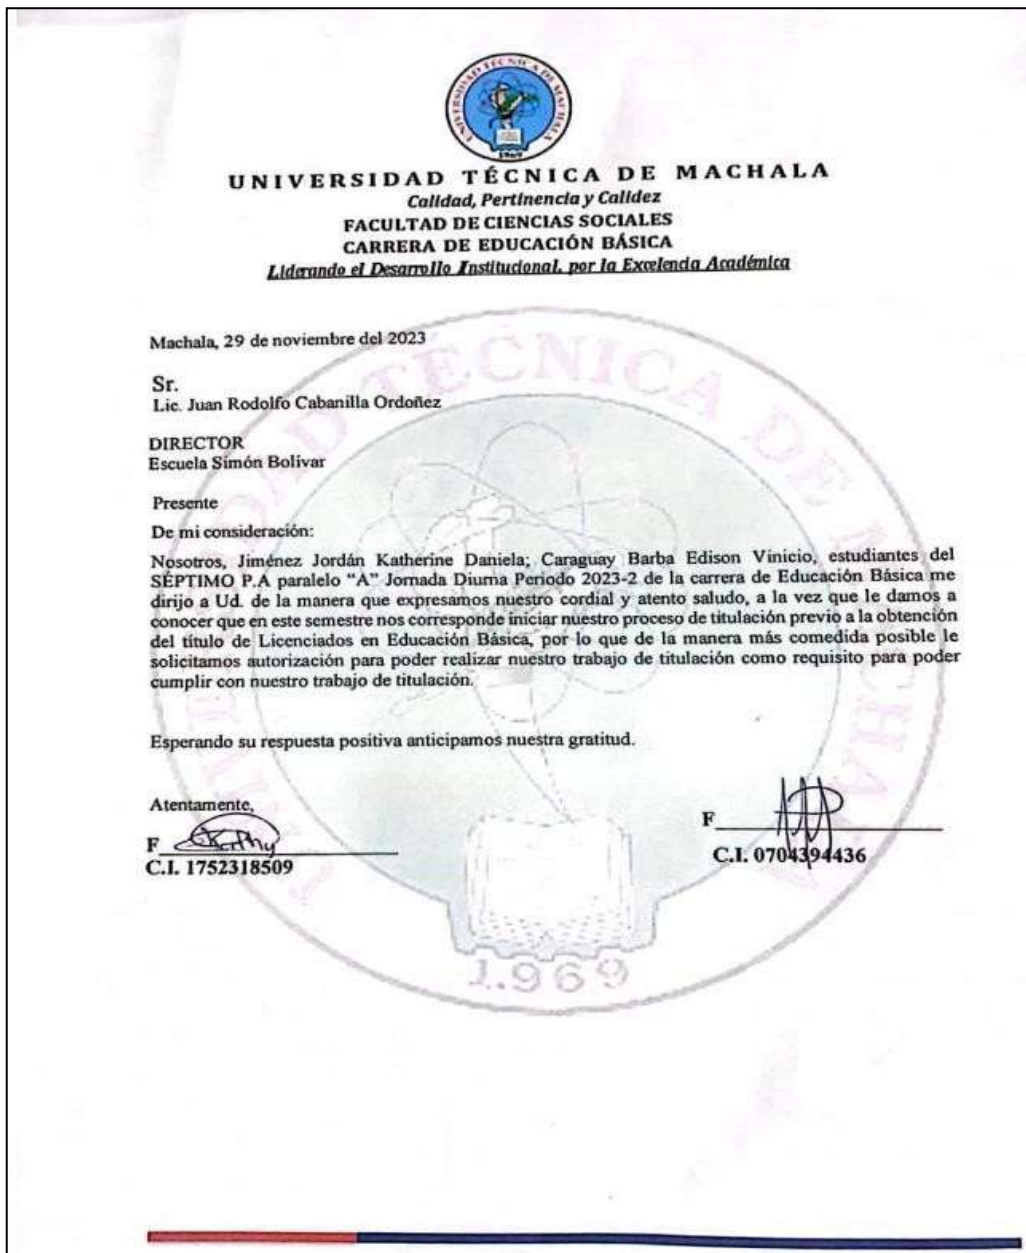 UNIVERSIDAD TÉCNICA DE MACHALA
1969
UNIVERSIDAD TÉCNICA DE MACHALA
Calidad, Pertinencia y Calidez
FACULTAD DE CIENCIAS SOCIALES
CARRERA DE EDUCACIÓN BÁSICA
Liderando el Desarrollo Institucional, por la Excelencia Académica
Machala, 29 de noviembre del 2023
Sr.
Lic. Juan Rodolfo Cabanilla Ordoñez
DIRECTOR
Escuela Simón Bolívar
Presente
De mi consideración:
Nosotros, Jiménez Jordán Katherine Daniela; Caraguay Barba Edison Vinicio, estudiantes del
SÉPTIMO P.A paralelo "A" Jornada Diurna Periodo 2023-2 de la carrera de Educación Básica me
dirijo a Ud. de la manera que expresamos nuestro cordial y atento saludo, a la vez que le damos a
conocer que en este semestre nos corresponde iniciar nuestro proceso de titulación previo a la obtención
del título de Licenciados en Educación Básica, por lo que de la manera más comedida posible le
solicitamos autorización para poder realizar nuestro trabajo de titulación como requisito para poder
cumplir con nuestro trabajo de titulación.
Esperando su respuesta positiva anticipamos nuestra gratitud.
Atentamente,
F Kathy
C.I. 1752318509
F
C.I. 0704394436
1.969